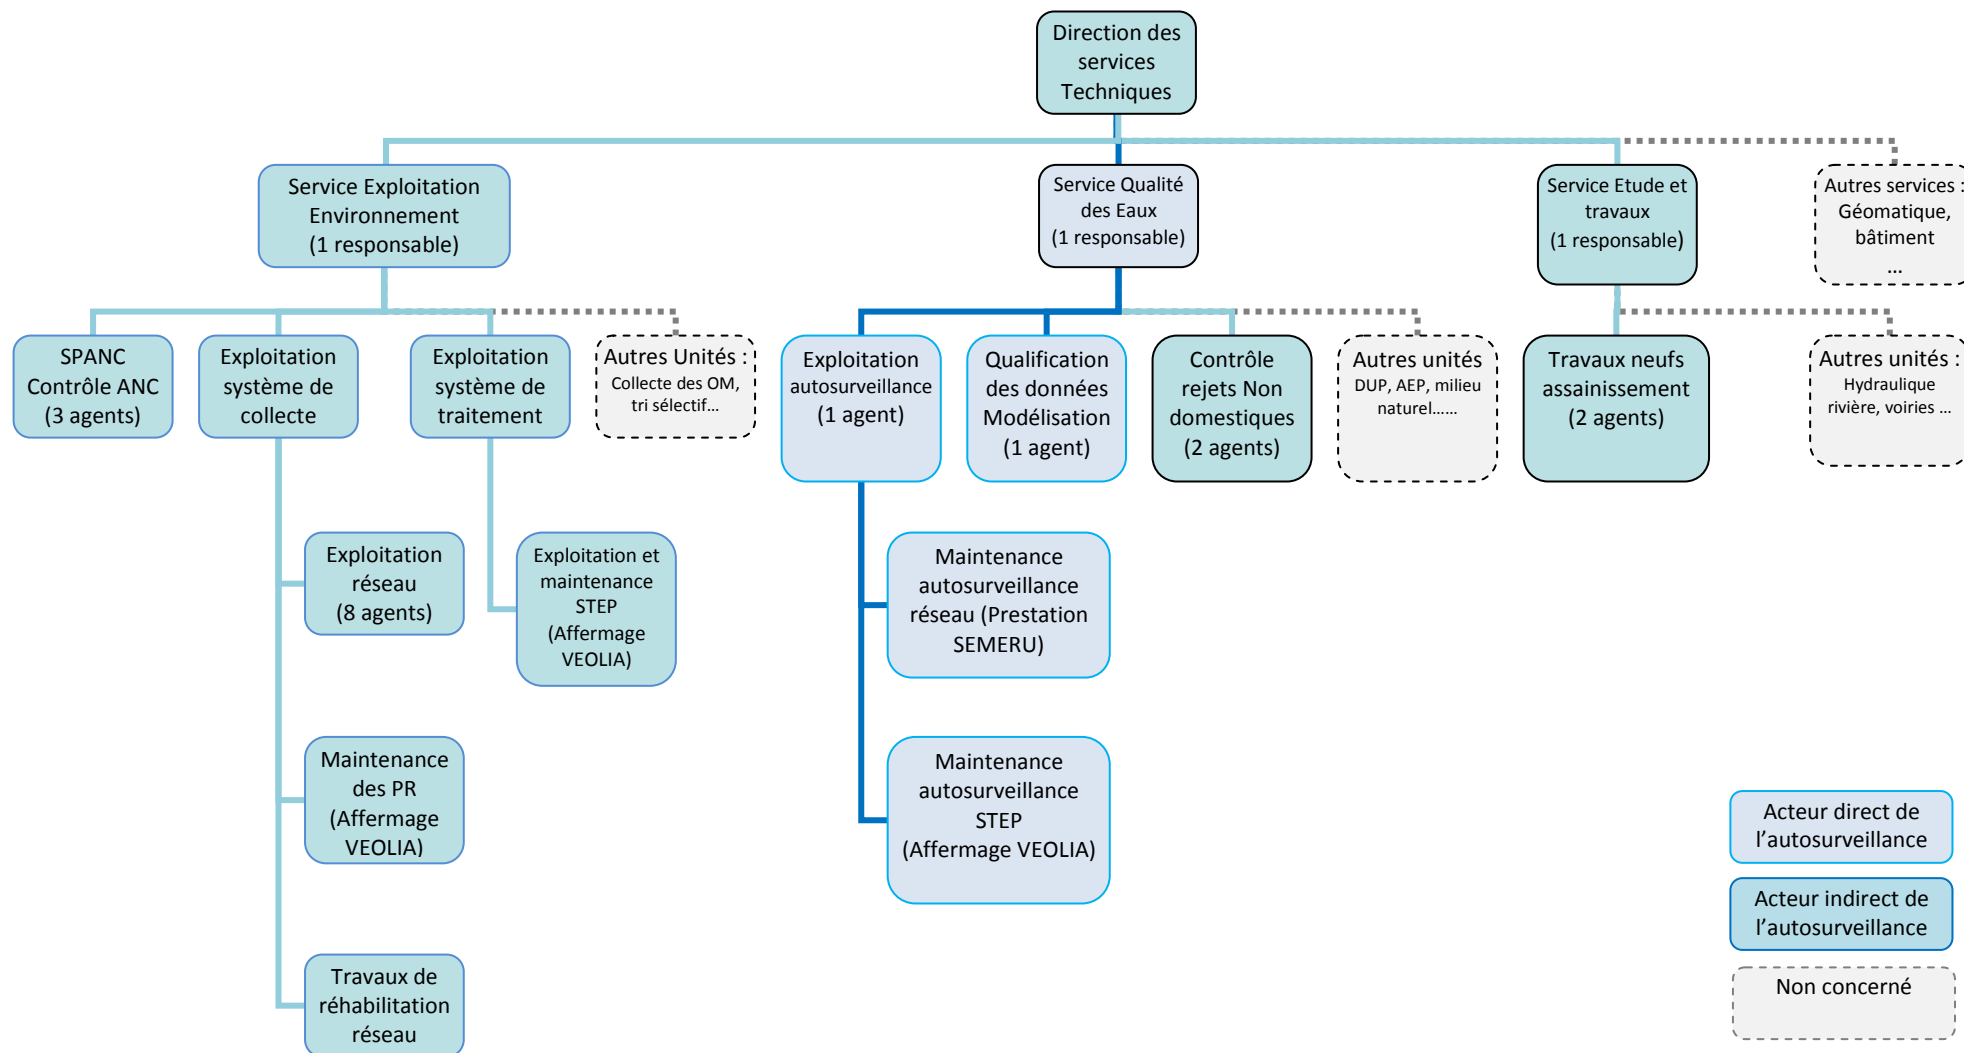 Direction des
services
Techniques
Service Exploitation
Environnement
(1 responsable)
Service Qualité
des Eaux
(1 responsable)
Service Etude et
travaux
(1 responsable)
Autres services :
Géomatique,
bâtiment
...
SPANC
Contrôle ANC
(3 agents)
Exploitation
système de
collecte
Exploitation
système de
traitement
Autres Unités :
Collecte des OM,
tri sélectif...
Exploitation
autosurveillance
(1 agent)
Qualification
des données
Modélisation
(1 agent)
Contrôle
rejets Non
domestiques
(2 agents)
Autres unités
DUP, AEP, milieu
naturel......
Travaux neufs
assainissement
(2 agents)
Autres unités :
Hydraulique
rivière, voiries ...
Exploitation
réseau
(8 agents)
Exploitation et
maintenance
STEP
(Affermage
VEOLIA)
Maintenance
autosurveillance
réseau (Prestation
SEMERU)
Maintenance
des PR
(Affermage
VEOLIA)
Maintenance
autosurveillance
STEP
(Affermage VEOLIA)
Travaux de
réhabilitation
réseau
Acteur direct de
l’autosurveillance
Acteur indirect de
l’autosurveillance
Non concerné